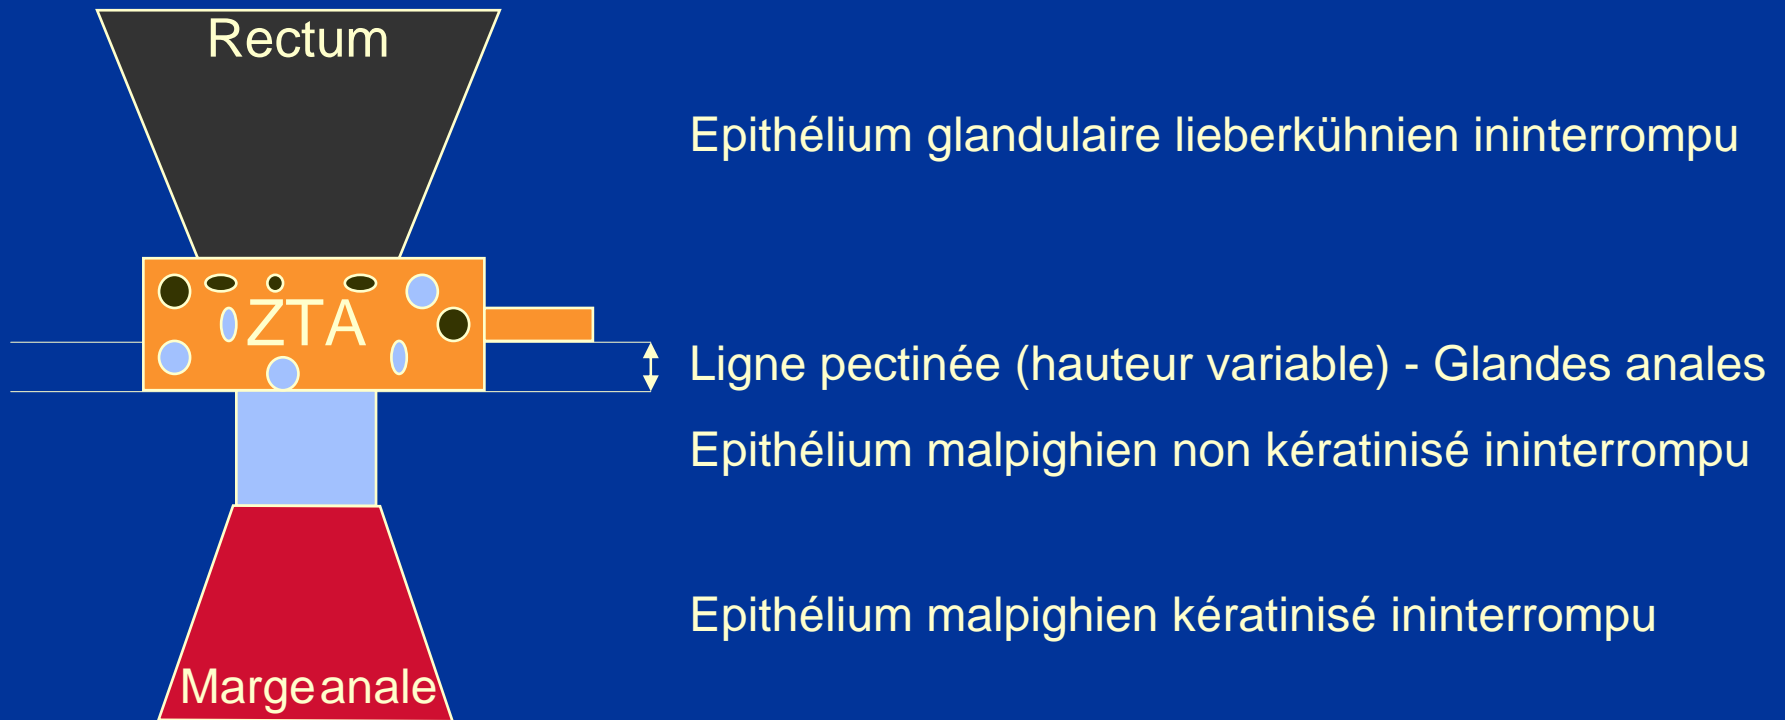 Rectum
Epithélium glandulaire lieberkühnien ininterrompu
ZTA
Ligne pectinée (hauteur variable) - Glandes anales
Epithélium malpighien non kératinisé ininterrompu
Epithélium malpighien kératinisé ininterrompu
Marge anale